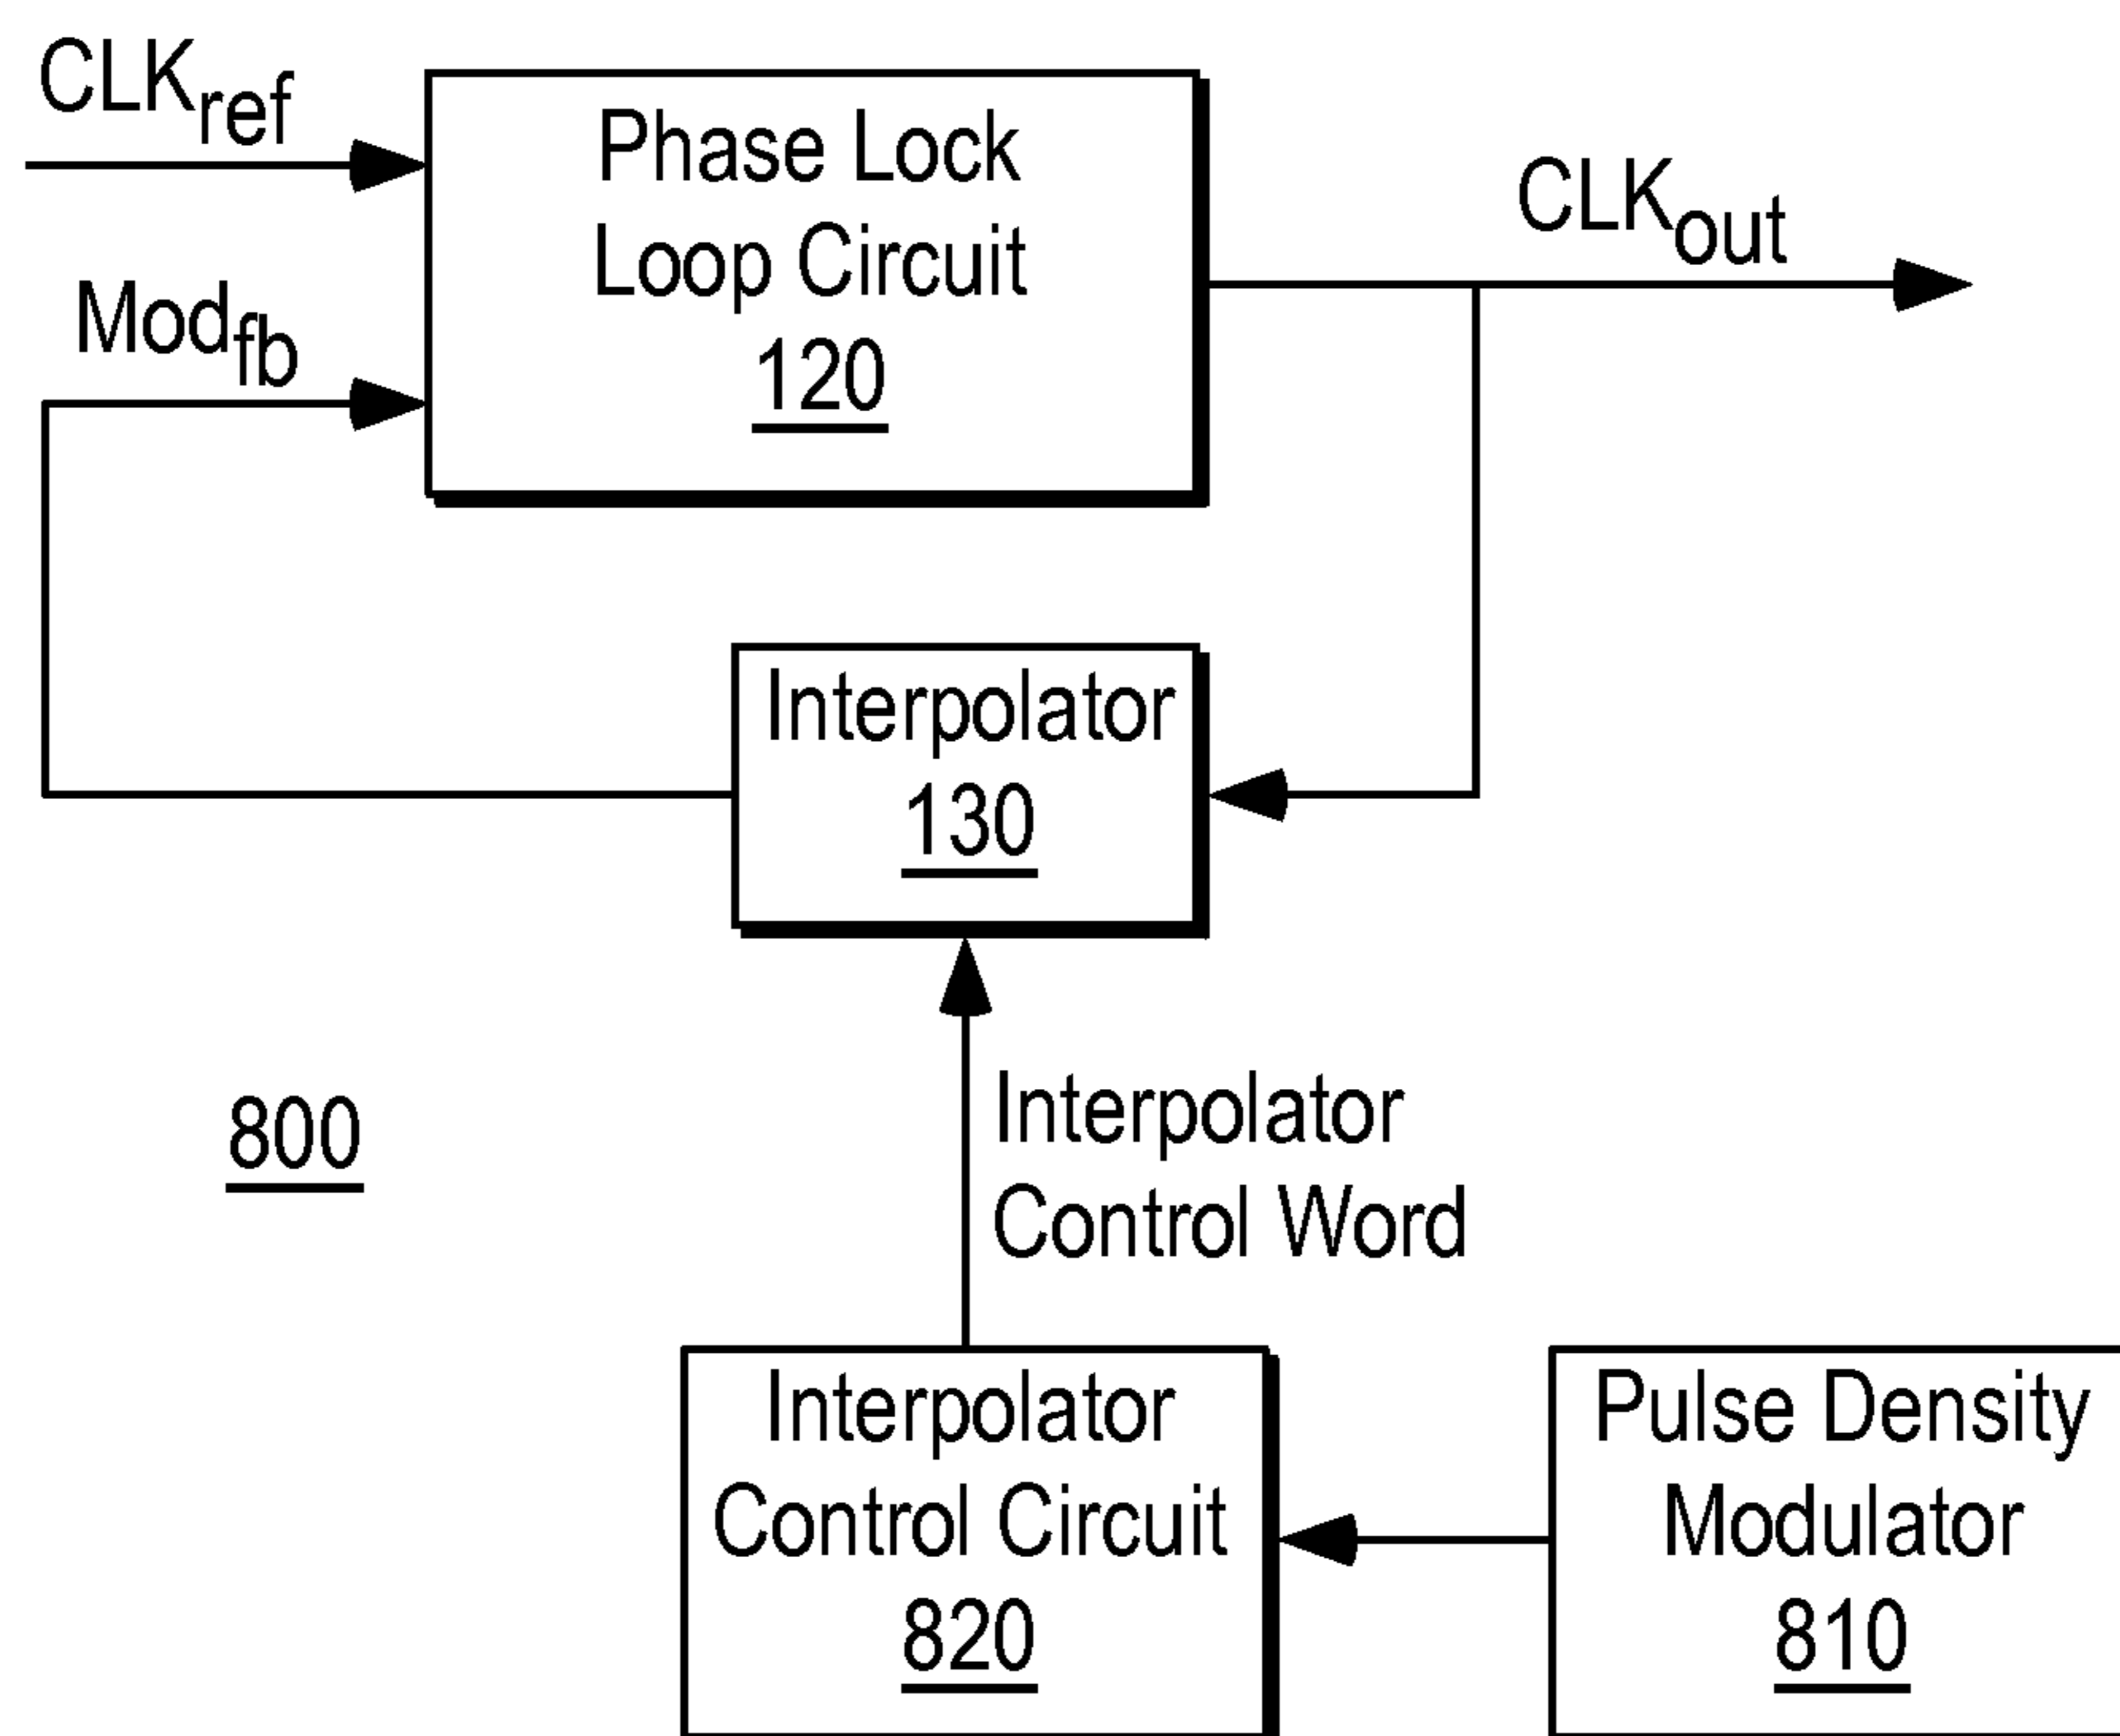 CLKref
Phase Lock
Loop Circuit
120
CLKout
Modfb
Interpolator
130
800
Interpolator
Control Word
Interpolator
Control Circuit
820
Pulse Density
Modulator
810